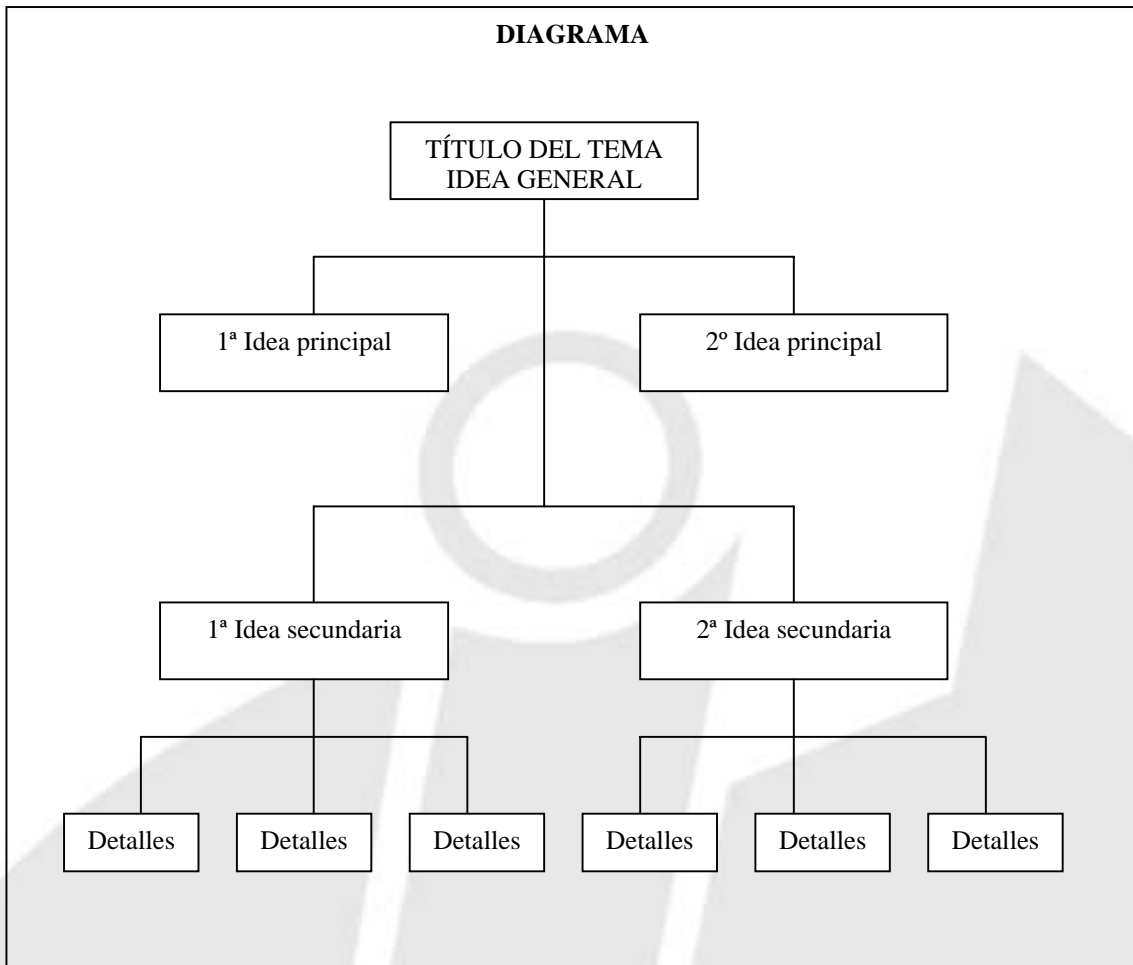 DIAGRAMA
TÍTULO DEL TEMA
IDEA GENERAL
1ª Idea principal
2º Idea principal
1ª Idea secundaria
2ª Idea secundaria
Detalles
Detalles
Detalles
Detalles
Detalles
Detalles